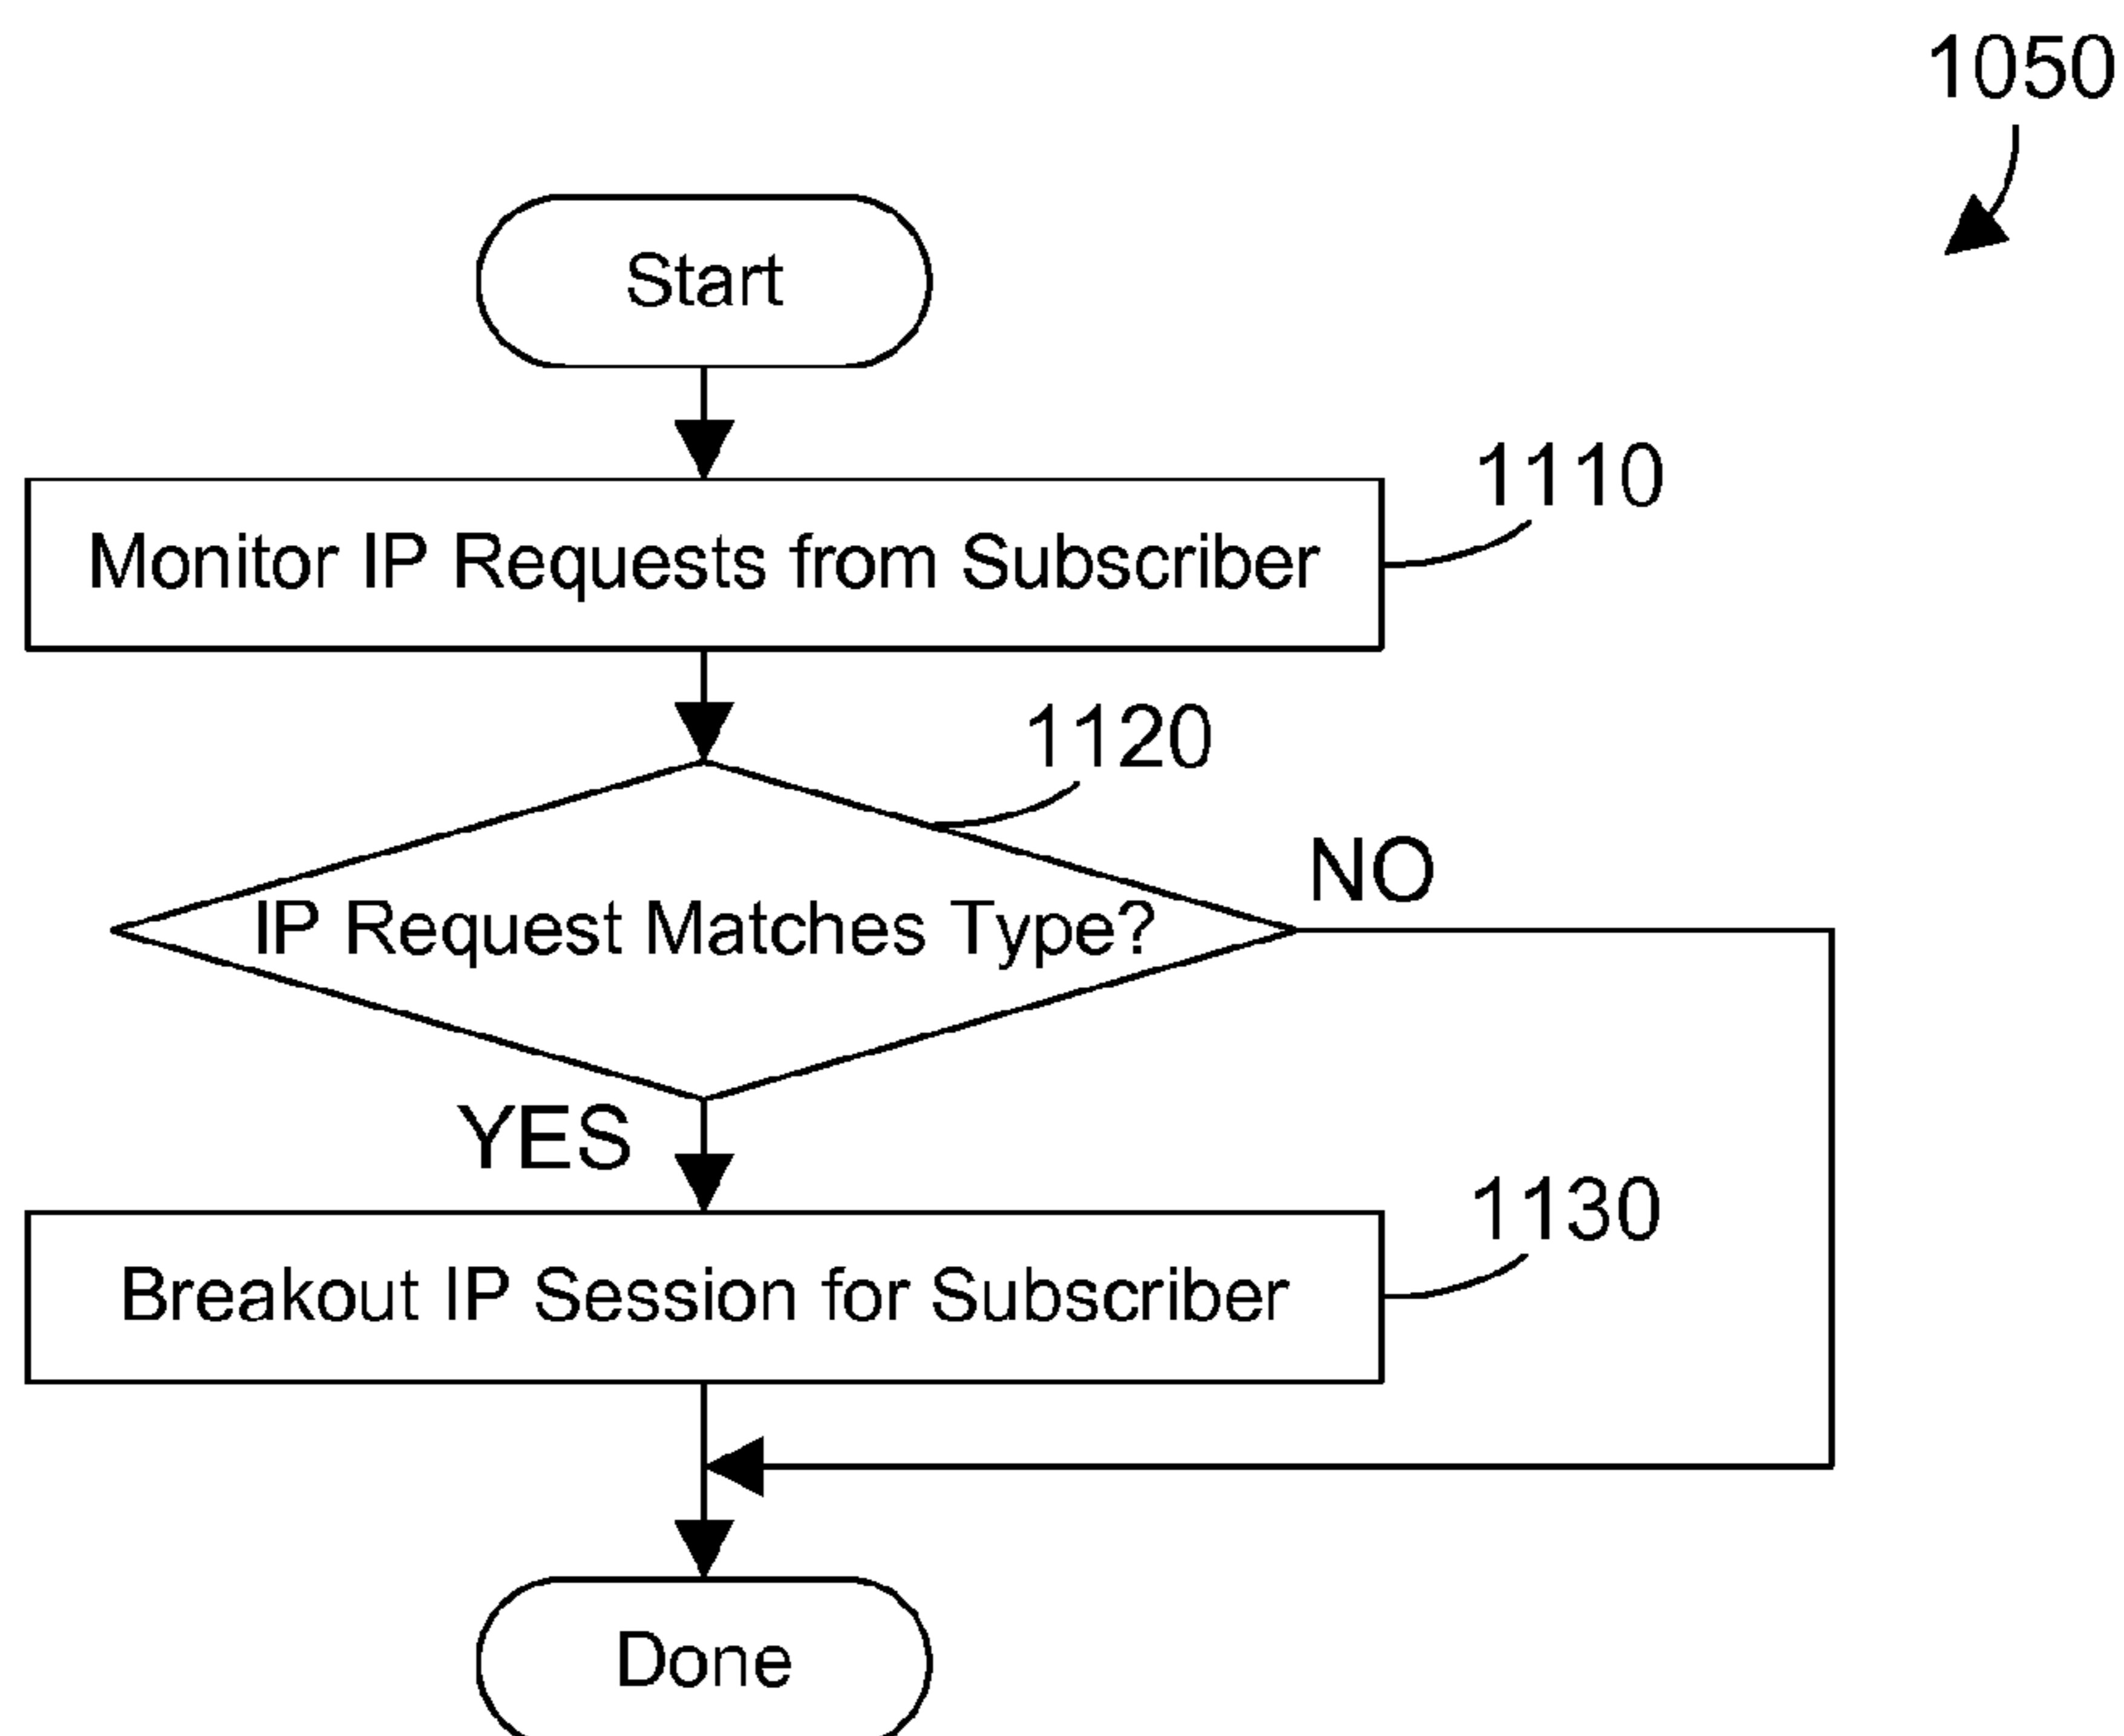 1050
Start
Monitor IP Requests from Subscriber
1110
1120
IP Request Matches Type?
NO
YES
Breakout IP Session for Subscriber
1130
Done